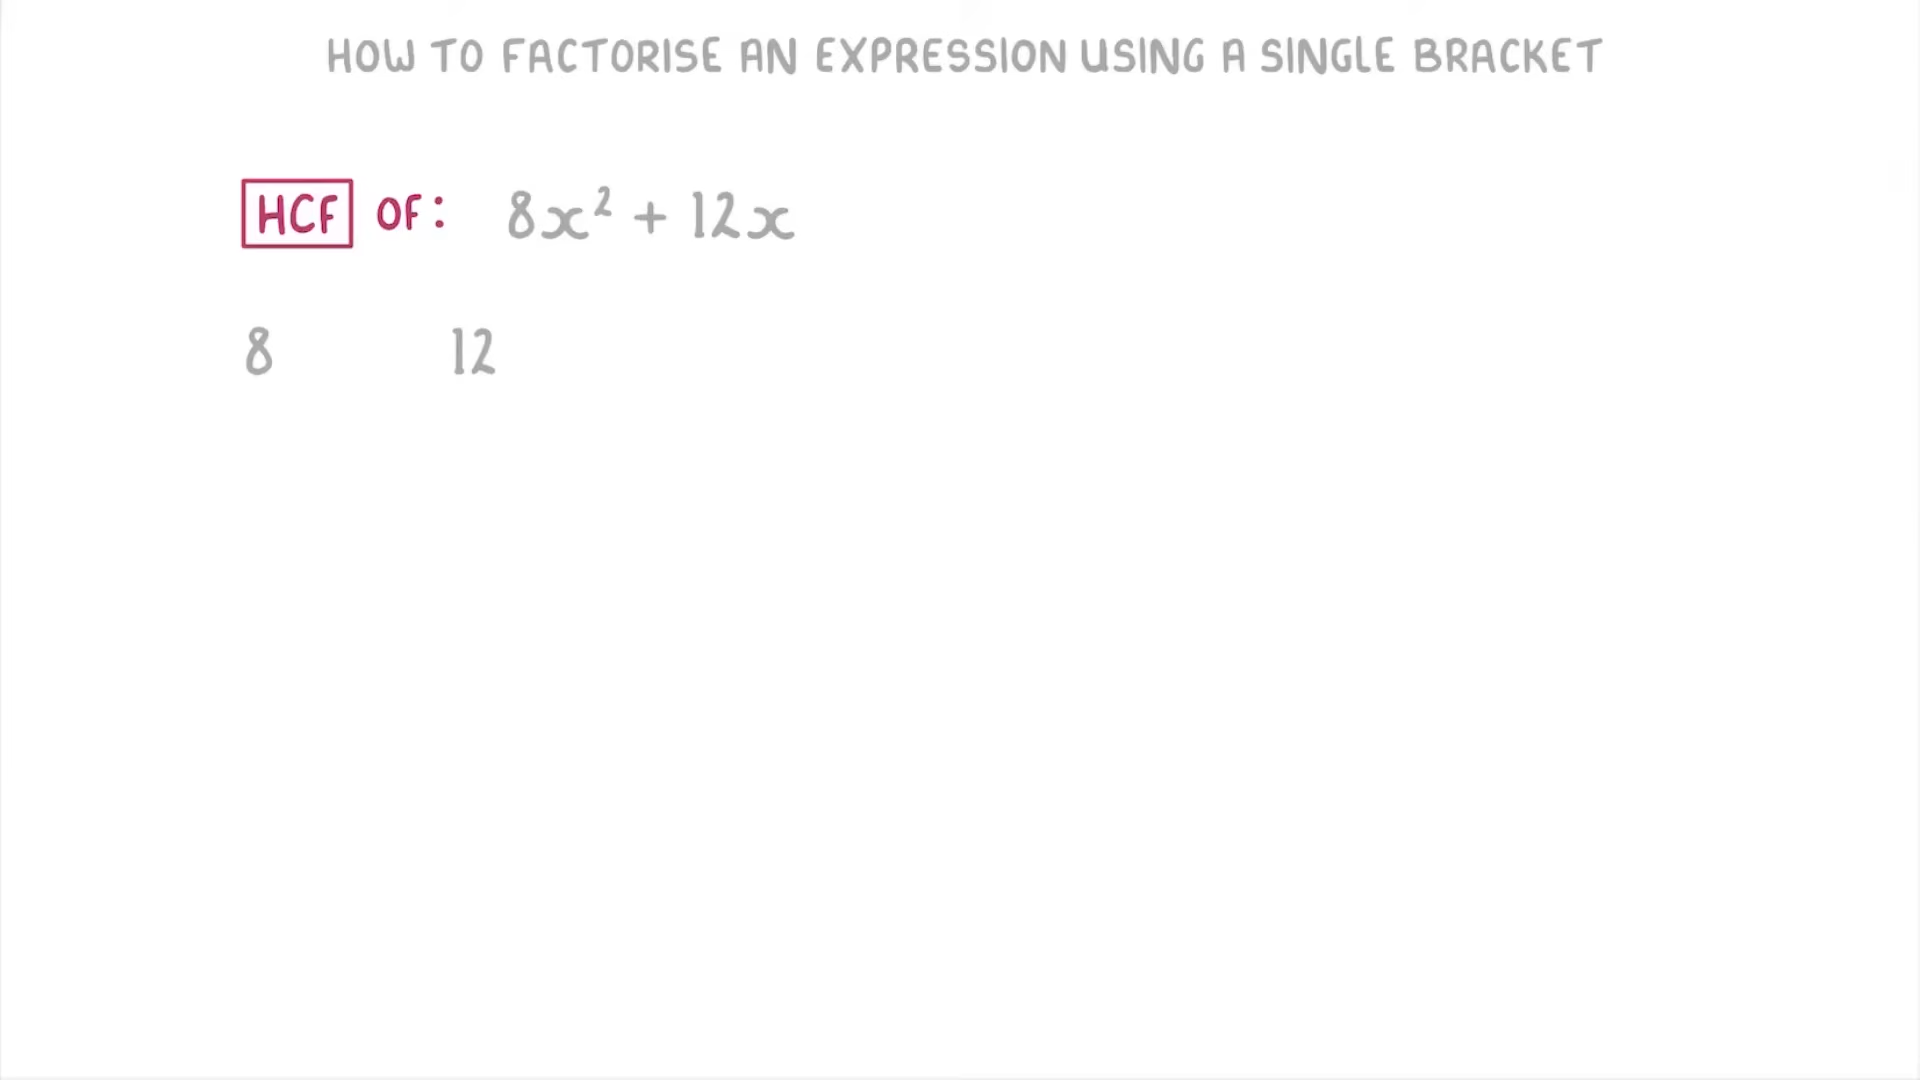 HOW TO FACTORISE AN EXPRESSION USING A SINGLE BRACKET
HCF OF: 8x² + 12x
8 12